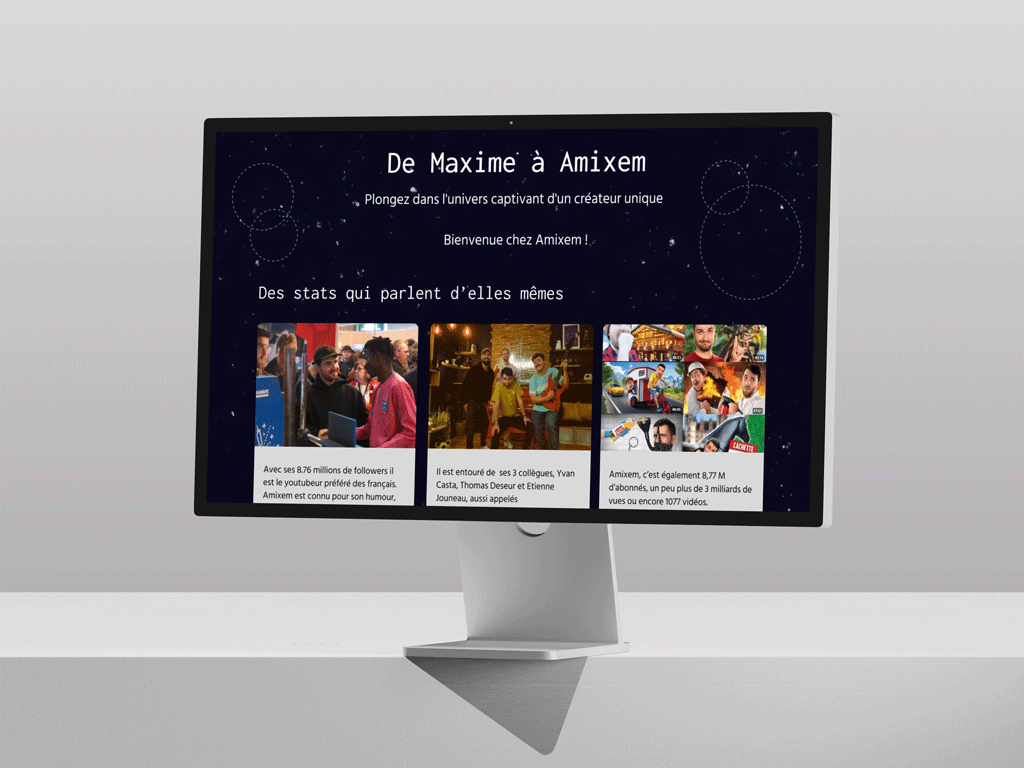 De Maxime à Amixem
Plongez dans l'univers captivant d'un créateur unique
Bienvenue chez Amixem !
Des stats qui parlent d’elles mêmes
CACHETTE
Avec ses 8.76 millions de followers il
est le youtubeur préféré des français.
Amixem est connu pour son humour,
Il est entouré de ses 3 collègues, Yvan
Casta, Thomas Deseur et Etienne
Jouneau, aussi appelés
Amixem, c’est également 8,77 M
d’abonnés, un peu plus de 3 milliards de
vues ou encore 1077 vidéos.